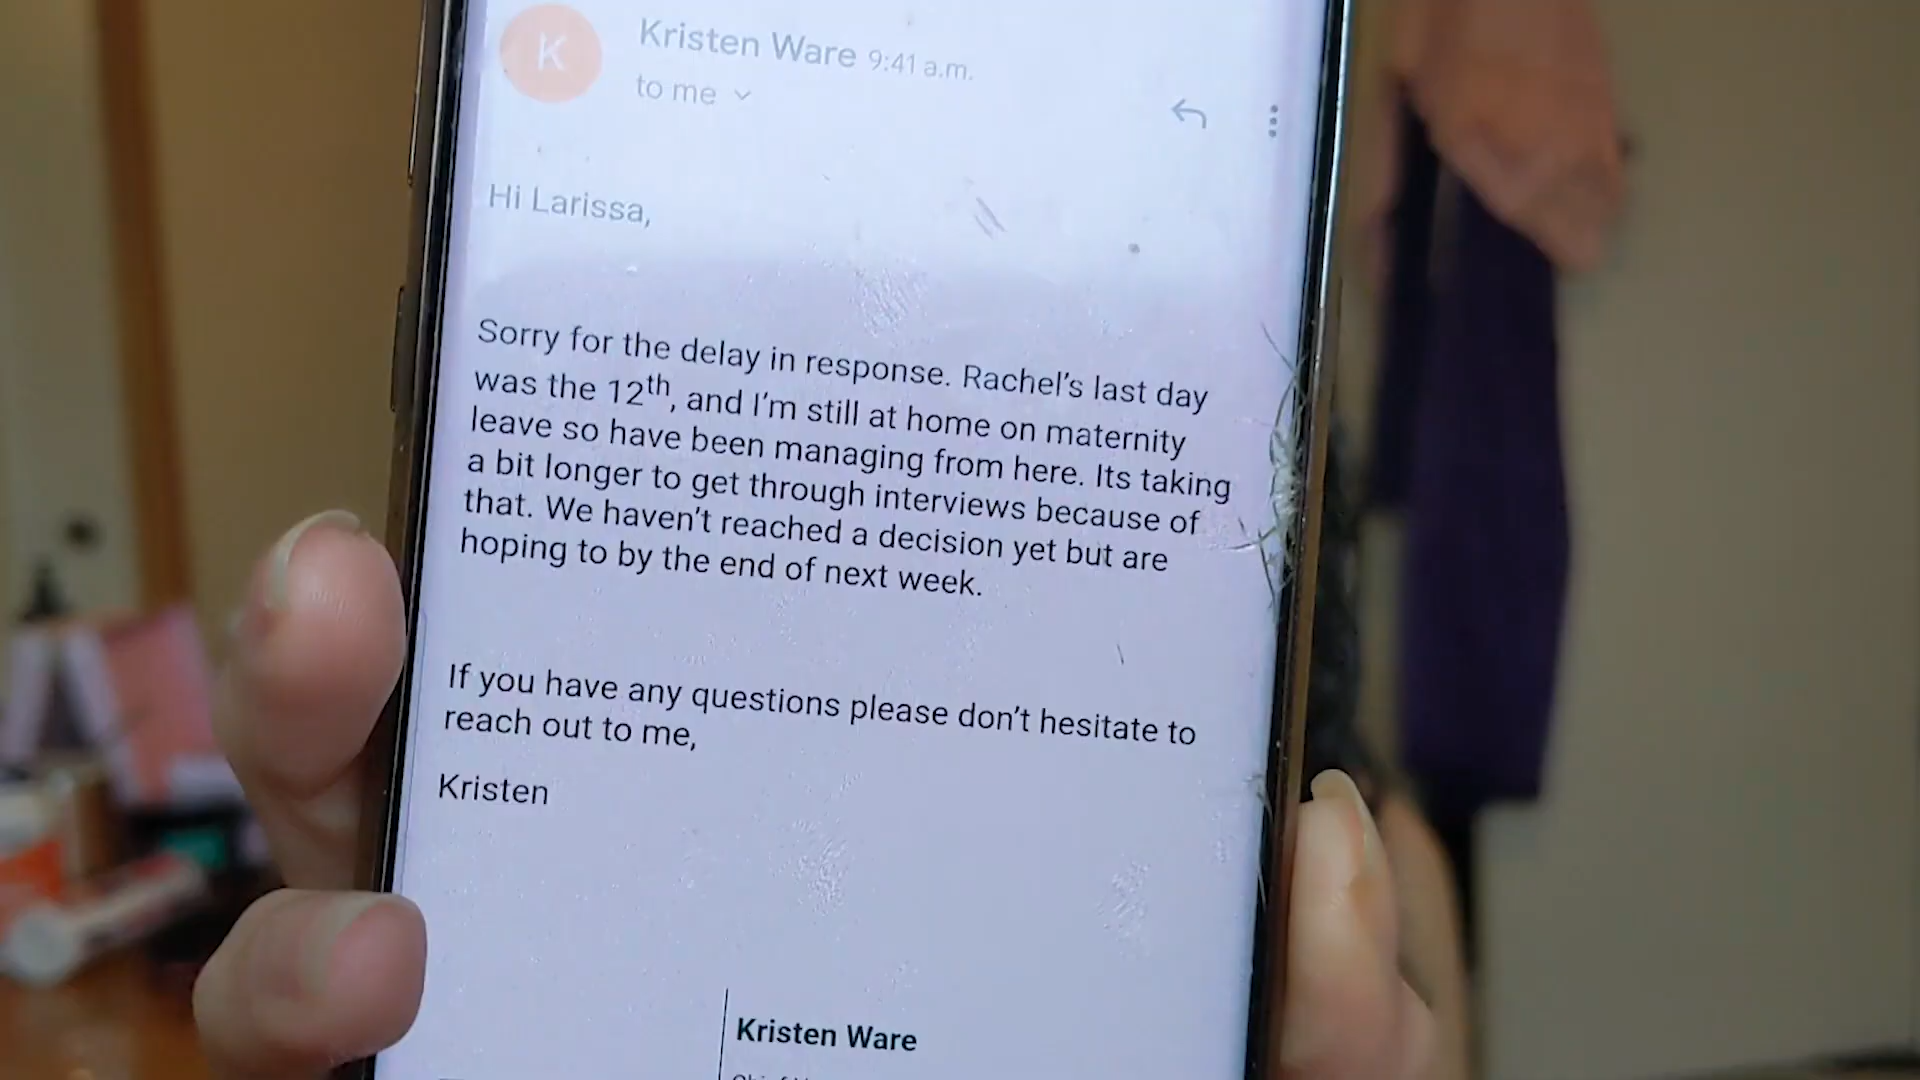 K
Kristen Ware 9:41 a.m.
to me
Hi Larissa,
Sorry for the delay in response. Rachel's last day
was the 12th, and I'm still at home on maternity
leave so have been managing from here. Its taking
a bit longer to get through interviews because of
that. We haven't reached a decision yet but are
hoping to by the end of next week.
If you have any questions please don't hesitate to
reach out to me,
Kristen
Kristen Ware